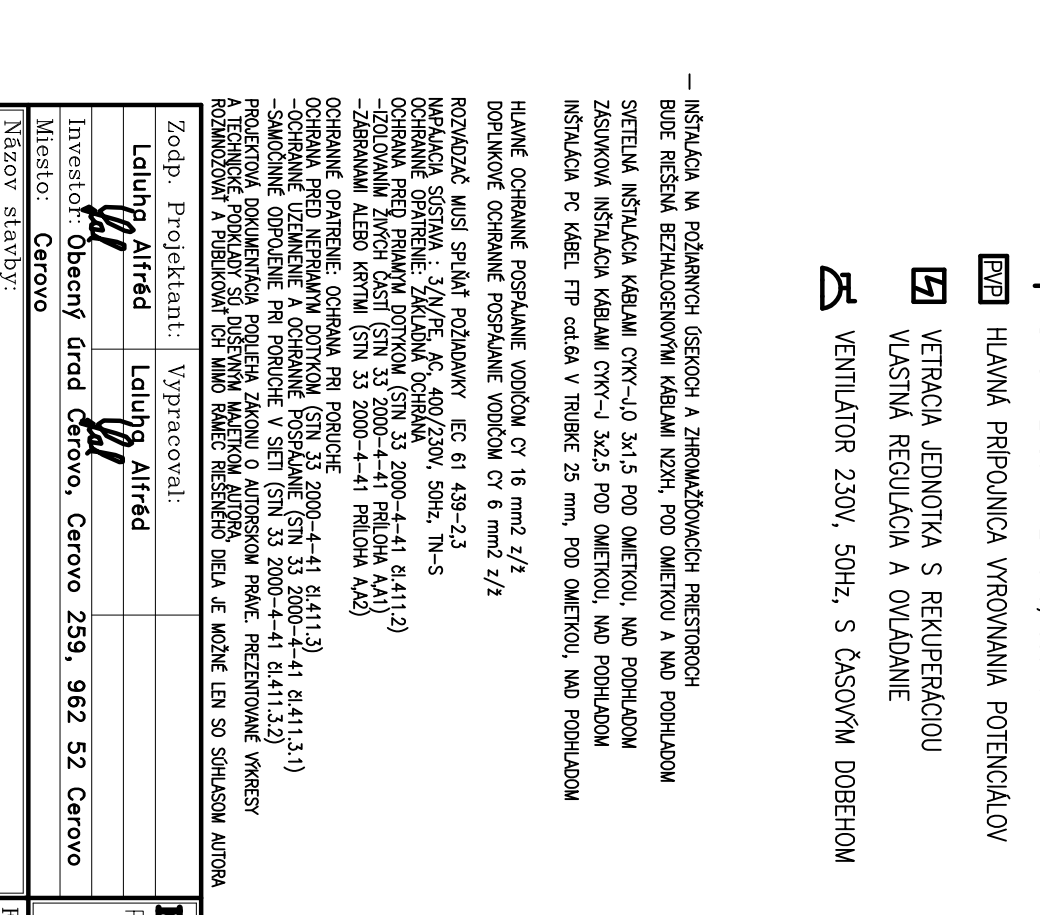 PVP HLAVNÁ PRÍPOJNICA VYROVNANIA POTENCIÁLOV
VETRACIA JEDNOTKA S REKUPERÁCIOU
VLASTNÁ REGULÁCIA A OVLÁDANIE
VENTILÁTOR 230V, 50Hz, S ČASOVÝM DOBEHOM
– INŠTALÁCIA NA POŽIARNYCH ÚSEKOCH A ZHROMAŽĎOVACÍCH PRIESTOROCH
BUDE RIEŠENÁ BEZHALOGENOVÝMI KÁBLAMI N2XH, POD OMIETKOU A NAD PODHLADOM
SVETELNÁ INŠTALÁCIA KÁBLAMI CYKY–J,O 3x1,5 POD OMIETKOU, NAD PODHLADOM
ZÁSUVKOVÁ INŠTALÁCIA KÁBLAMI CYKY–J 3x2,5 POD OMIETKOU, NAD PODHLADOM
INŠTALÁCIA PC KÁBEL FTP cat.6A V TRUBKE 25 mm, POD OMIETKOU, NAD PODHLADOM
HLAVNÉ OCHRANNÉ POSPÁJANIE VODIČOM CY 16 mm2 z/ž
DOPLNKOVÉ OCHRANNÉ POSPÁJANIE VODIČOM CY 6 mm2 z/ž
ROZVÁDZAČ MUSÍ SPLŇAŤ POŽIADAVKY IEC 61 439–2,3
NAPÁJACIA SÚSTAVA : 3/N/PE, AC, 400/230V, 50Hz, TN–S
OCHRANNÉ OPATRENIE: ZÁKLADNÁ OCHRANA
OCHRANA PRED PRIAMYM DOTYKOM (STN 33 2000–4–41 čl.411.2)
–IZOLOVANÍM ŽIVÝCH ČASTÍ (STN 33 2000–4–41 PRÍLOHA A,A1)
–ZÁBRANAMI ALEBO KRYTMI (STN 33 2000–4–41 PRÍLOHA A,A2)
OCHRANNÉ OPATRENIE: OCHRANA PRI PORUCHE
OCHRANA PRED NEPRIAMYM DOTYKOM (STN 33 2000–4–41 čl.411.3)
–OCHRANNÉ UZEMNENIE A OCHRANNÉ POSPÁJANIE (STN 33 2000–4–41 čl.411.3.1)
–SAMOČINNÉ ODPOJENIE PRI PORUCHE V SIETI (STN 33 2000–4–41 čl.411.3.2)
PROJEKTOVÁ DOKUMENTÁCIA PODLIEHA ZÁKONU O AUTORSKOM PRÁVE. PREZENTOVANÉ VÝKRESY
A TECHNICKÉ PODKLADY SÚ DUŠEVNÝM MAJETKOM AUTORA,
ROZMNOŽOVAŤ A PUBLIKOVAŤ ICH MIMO RÁMEC RIEŠENÉHO DIELA JE MOŽNÉ LEN SO SÚHLASOM AUTORA
Zodp. Projektant: Vypracoval:
Laluha Alfréd Laluha Alfréd
Investor: Obecný úrad Cerovo, Cerovo 259, 962 52 Cerovo
Miesto: Cerovo
Názov stavby: